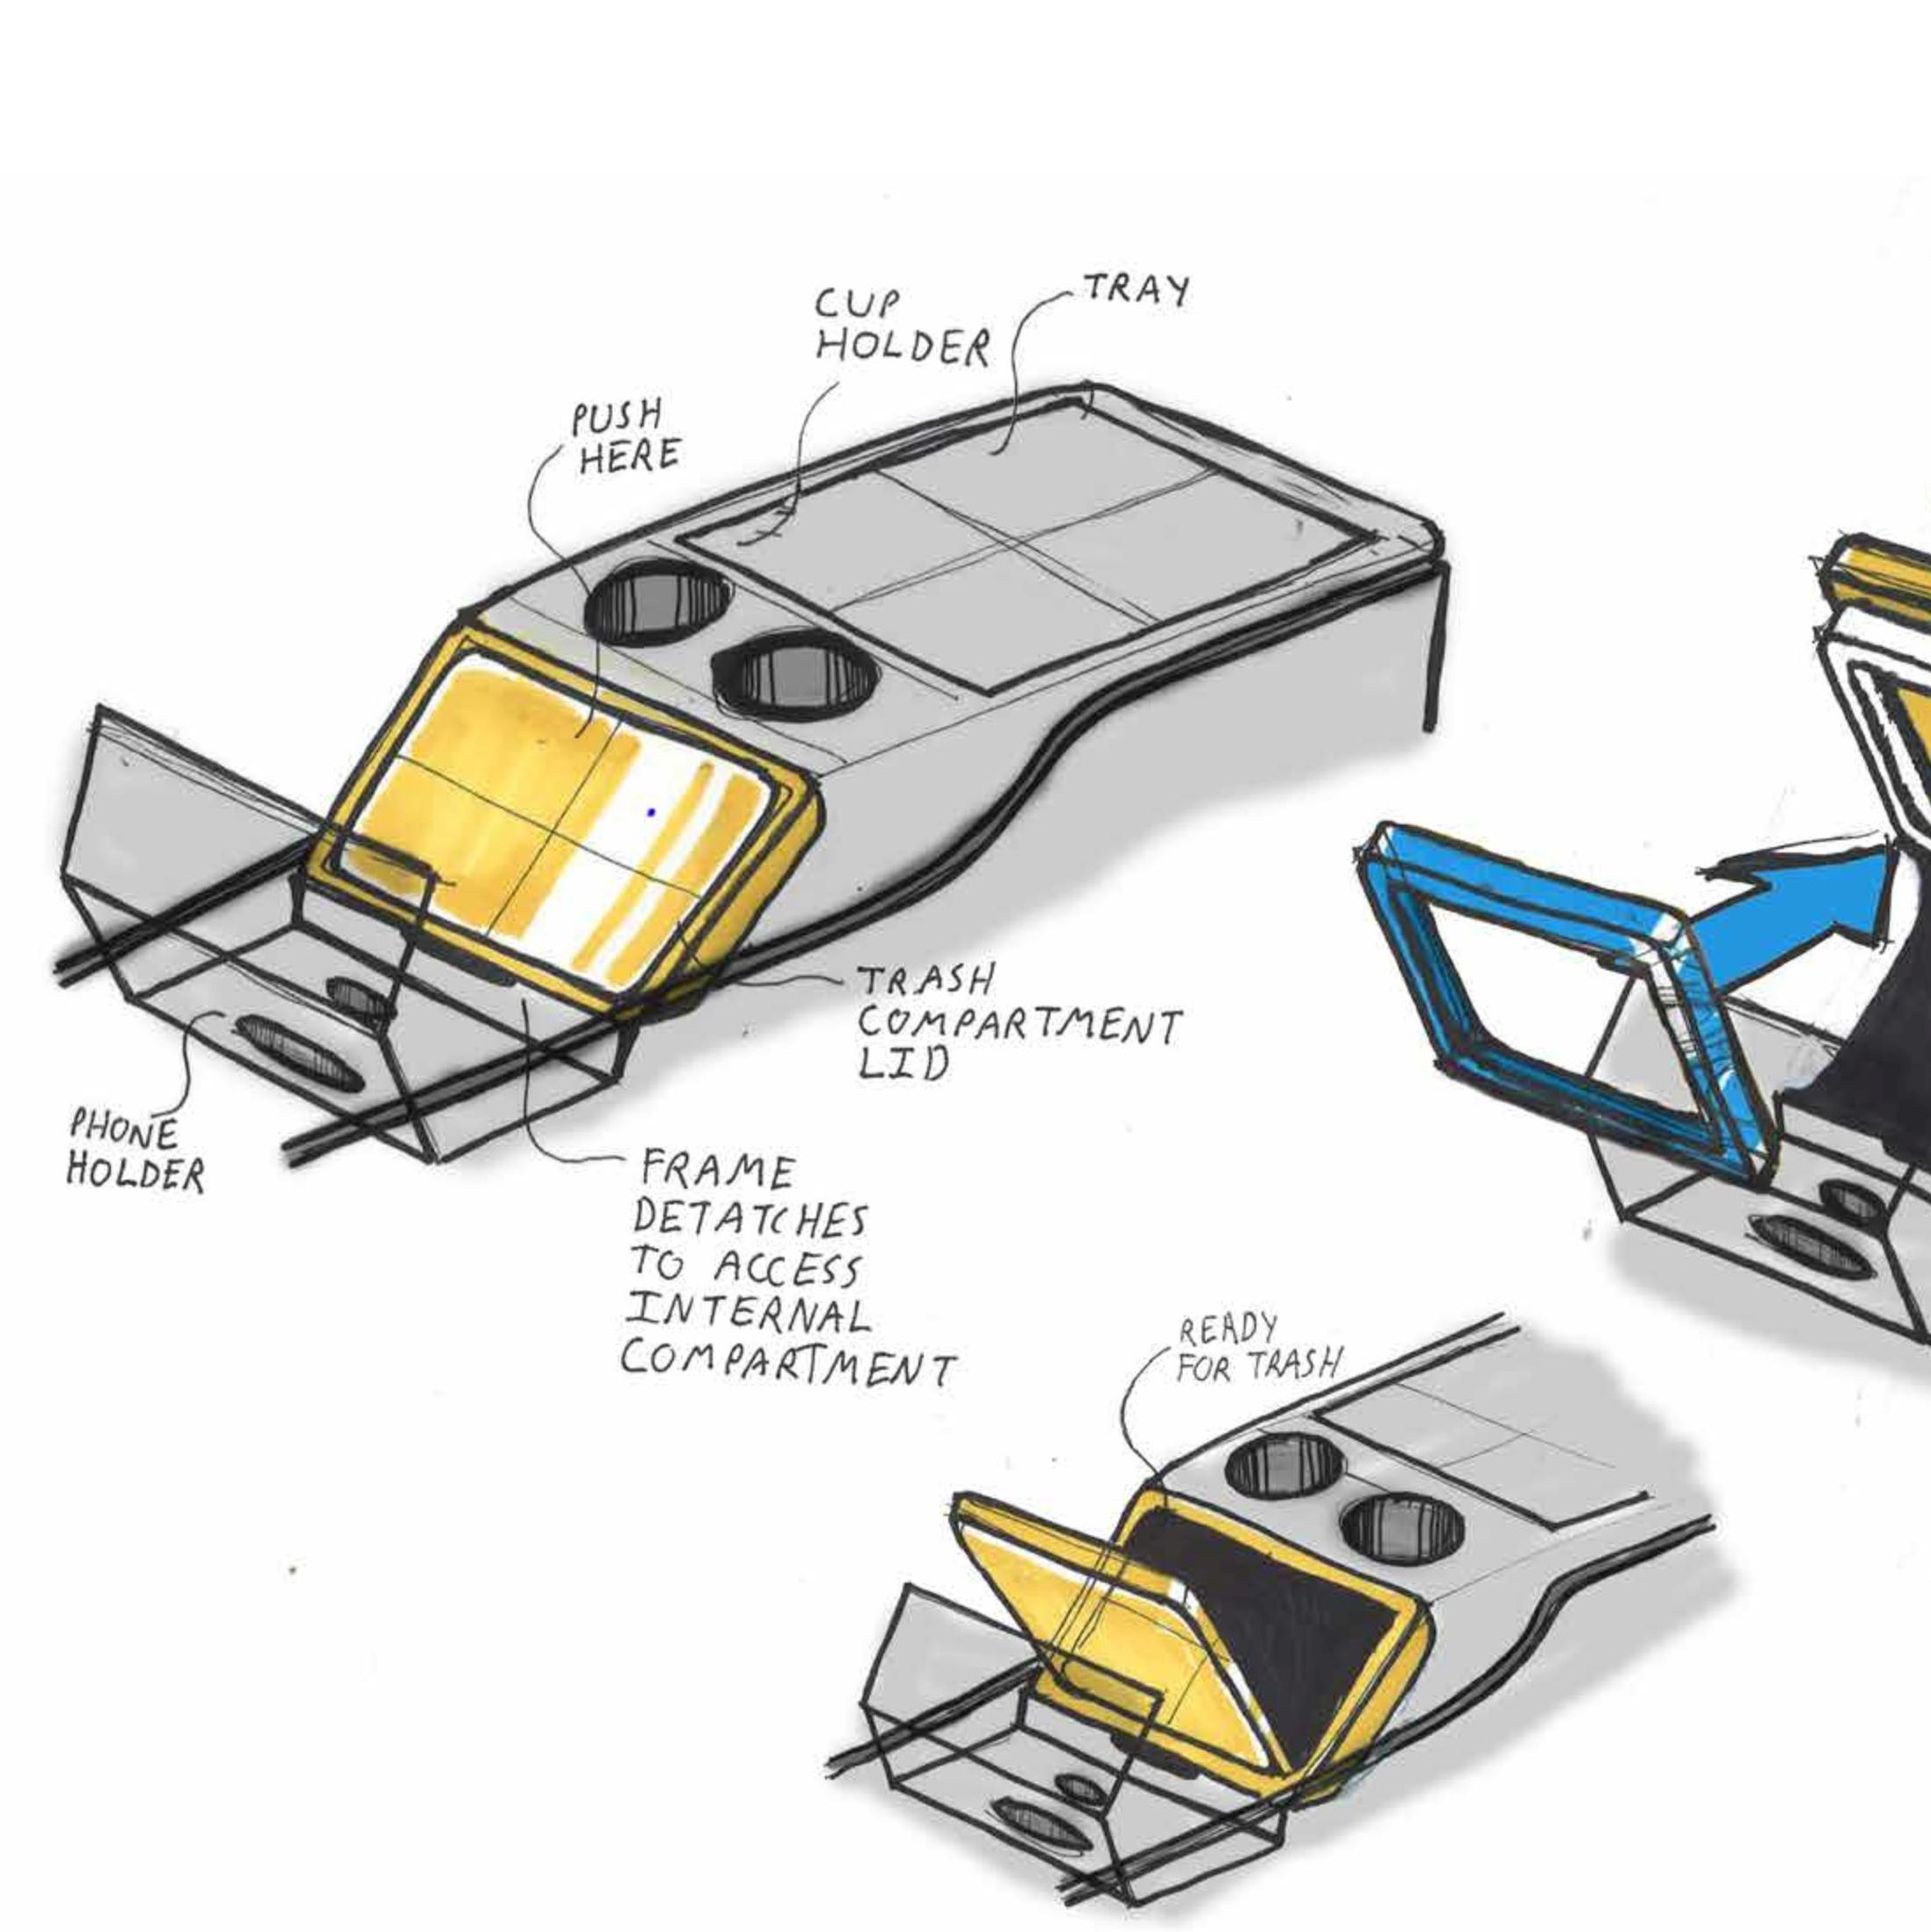 CUP
HOLDER
TRAY
PUSH
HERE
TRASH
COMPARTMENT
LID
PHONE
HOLDER
FRAME
DETATCHES
TO ACCESS
INTERNAL
COMPARTMENT
READY
FOR TRASH